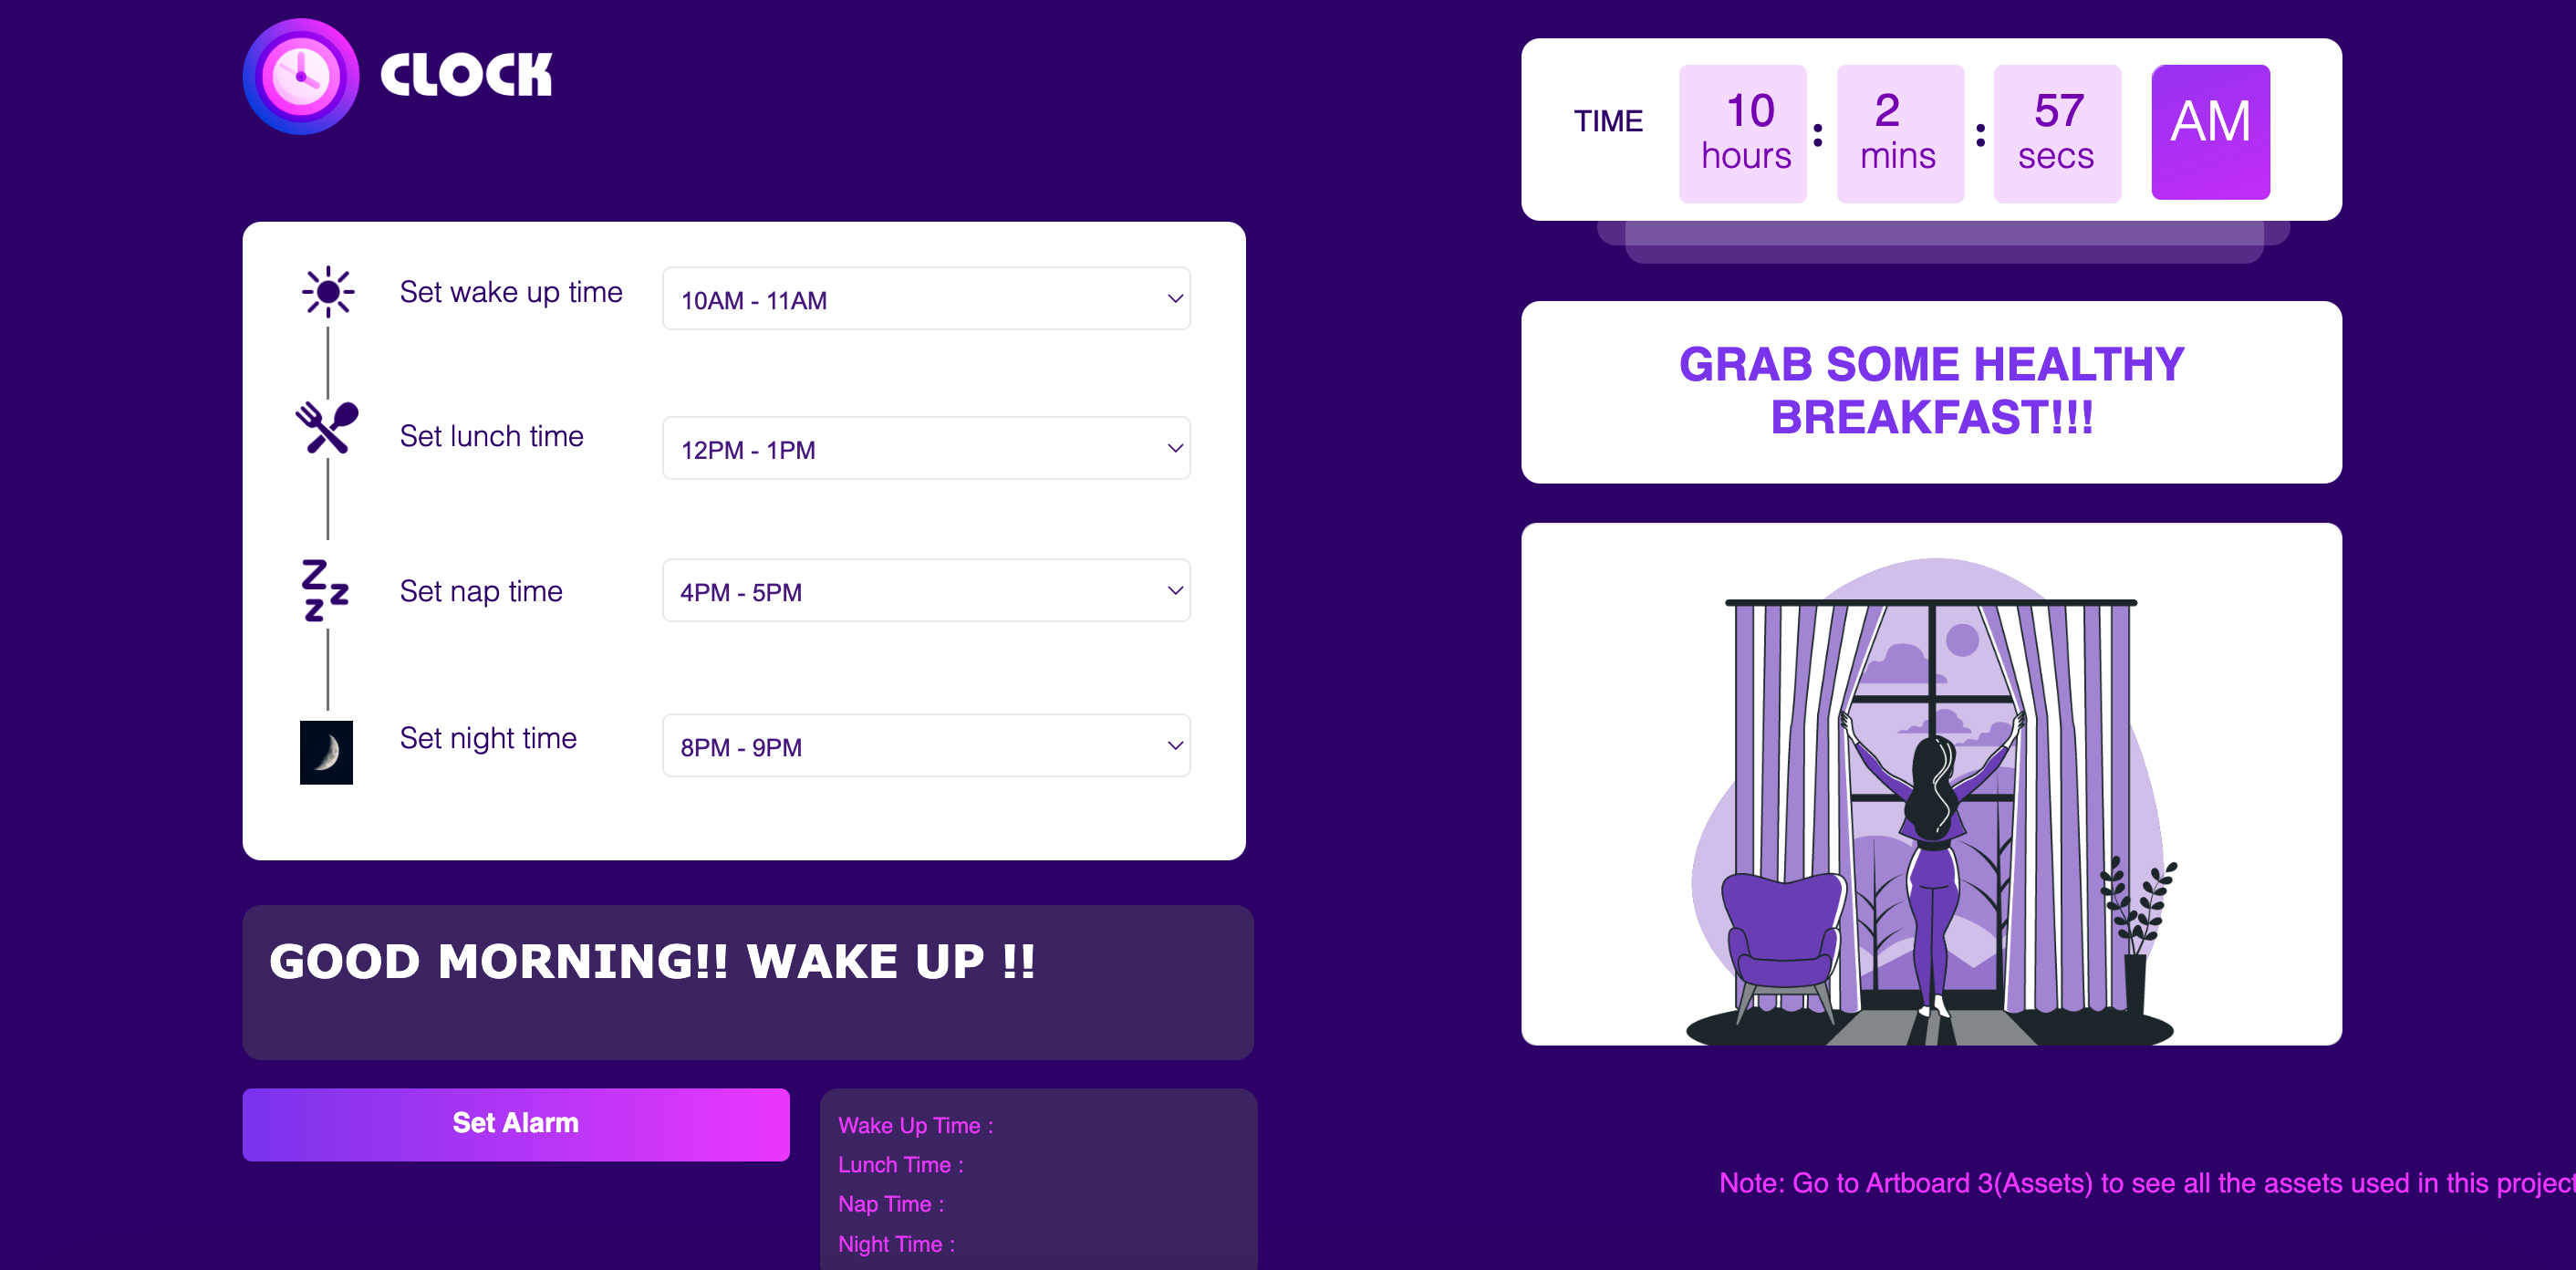 CLOCK
Set wake up time
10AM - 11AM
Set lunch time
12PM - 1PM
Set nap time
4PM - 5PM
Set night time
8PM - 9PM
GOOD MORNING!! WAKE UP !!
Set Alarm
Wake Up Time :
Lunch Time :
Nap Time :
Night Time :
TIME
10 : 2 : 57 AM
hours mins secs
GRAB SOME HEALTHY
BREAKFAST!!!
Note: Go to Artboard 3(Assets) to see all the assets used in this project